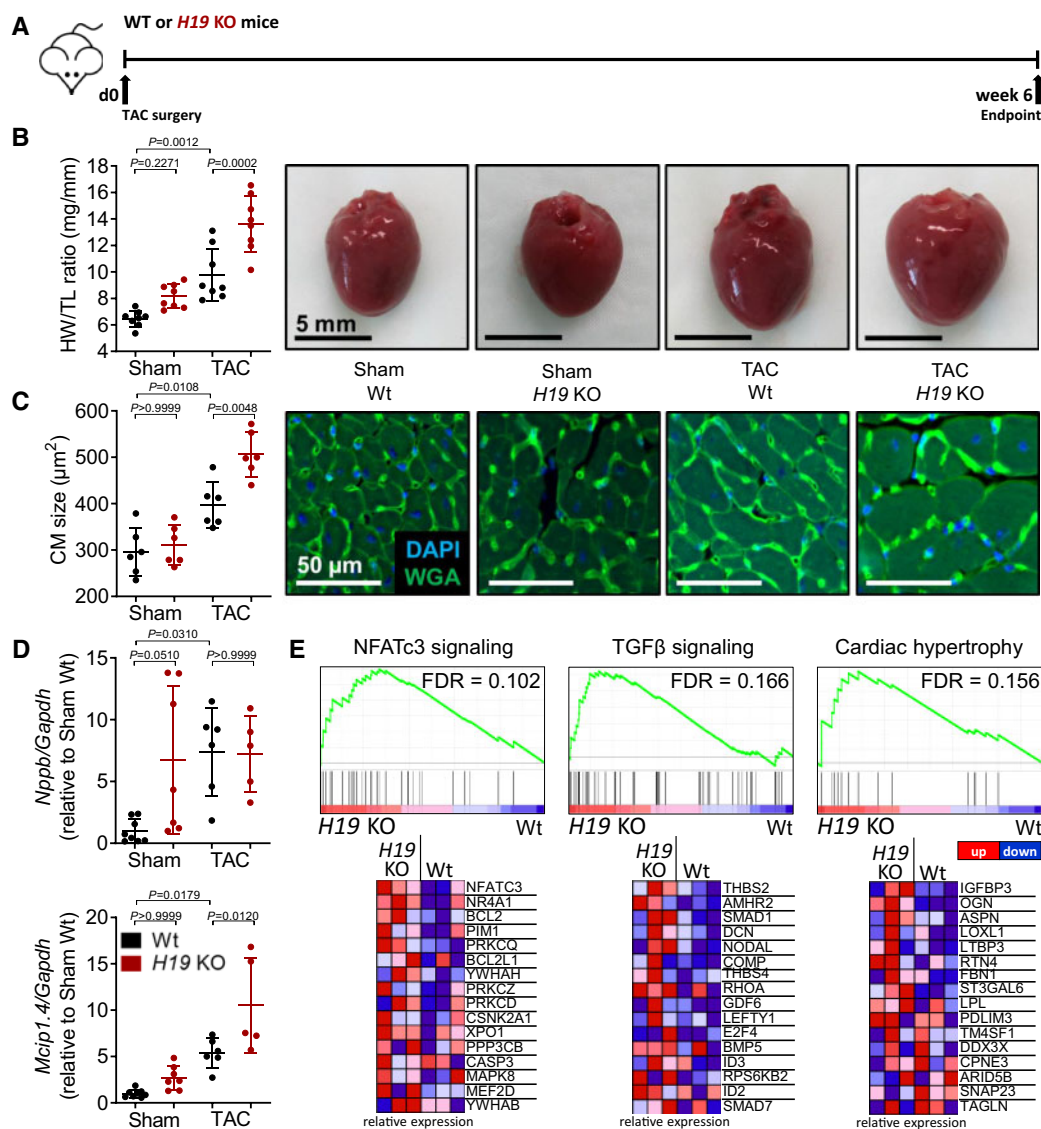 A
WT or H19 KO mice
d0
TAC surgery
week 6
Endpoint
B
P=0.0012
P=0.2271
P=0.0002
HW/TL ratio (mg/mm)
18
16
14
12
10
8
6
4
Sham
TAC
5 mm
Sham
Wt
Sham
H19 KO
TAC
Wt
TAC
H19 KO
C
P=0.0108
P>0.9999
P=0.0048
CM size (µm²)
600
500
400
300
200
Sham
TAC
50 µm
DAPI
WGA
D
P=0.0310
P=0.0510
P>0.9999
Nppb/Gapdh
(relative to Sham Wt)
15
10
5
0
Sham
TAC
P=0.0179
P>0.9999
P=0.0120
Mcip1.4/Gapdh
(relative to Sham Wt)
20
15
10
5
0
Wt
H19 KO
Sham
TAC
E
NFATc3 signaling
FDR = 0.102
H19 KO
Wt
H19
KO
Wt
NFATC3
NR4A1
BCL2
PIM1
PRKCQ
BCL2L1
YWHAH
PRKCZ
PRKCD
CSNK2A1
XPO1
PPP3CB
CASP3
MAPK8
MEF2D
YWHAB
relative expression
TGFβ signaling
FDR = 0.166
H19 KO
Wt
H19
KO
Wt
THBS2
AMHR2
SMAD1
DCN
NODAL
COMP
THBS4
RHOA
GDF6
LEFTY1
E2F4
BMP5
ID3
RPS6KB2
ID2
SMAD7
relative expression
Cardiac hypertrophy
FDR = 0.156
H19 KO
Wt
up
down
H19
KO
Wt
IGFBP3
OGN
ASPN
LOXL1
LTBP3
RTN4
FBN1
ST3GAL6
LPL
PDLIM3
TM4SF1
DDX3X
CPNE3
ARID5B
SNAP23
TAGLN
relative expression